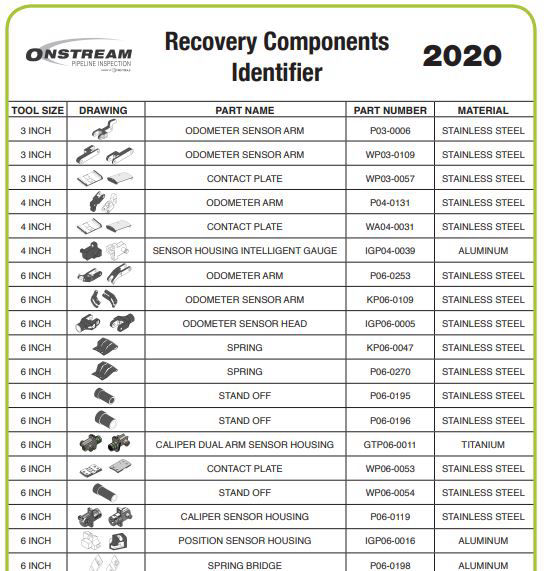 ONSTREAM
PIPELINE INSPECTION
Recovery Components
Identifier
2020
TOOL SIZE DRAWING PART NAME PART NUMBER MATERIAL
3 INCH ODOMETER SENSOR ARM P03-0006 STAINLESS STEEL
3 INCH ODOMETER SENSOR ARM WP03-0109 STAINLESS STEEL
3 INCH CONTACT PLATE WP03-0057 STAINLESS STEEL
4 INCH ODOMETER ARM P04-0131 STAINLESS STEEL
4 INCH CONTACT PLATE WA04-0031 STAINLESS STEEL
4 INCH SENSOR HOUSING INTELLIGENT GAUGE IGP04-0039 ALUMINUM
6 INCH ODOMETER ARM P06-0253 STAINLESS STEEL
6 INCH ODOMETER SENSOR ARM KP06-0109 STAINLESS STEEL
6 INCH ODOMETER SENSOR HEAD IGP06-0005 STAINLESS STEEL
6 INCH SPRING KP06-0047 STAINLESS STEEL
6 INCH SPRING P06-0270 STAINLESS STEEL
6 INCH STAND OFF P06-0195 STAINLESS STEEL
6 INCH STAND OFF P06-0196 STAINLESS STEEL
6 INCH CALIPER DUAL ARM SENSOR HOUSING GTP06-0011 TITANIUM
6 INCH CONTACT PLATE WP06-0053 STAINLESS STEEL
6 INCH STAND OFF WP06-0054 STAINLESS STEEL
6 INCH CALIPER SENSOR HOUSING P06-0119 STAINLESS STEEL
6 INCH POSITION SENSOR HOUSING IGP06-0016 ALUMINUM
6 INCH SPRING BRIDGE P06-0198 ALUMINUM